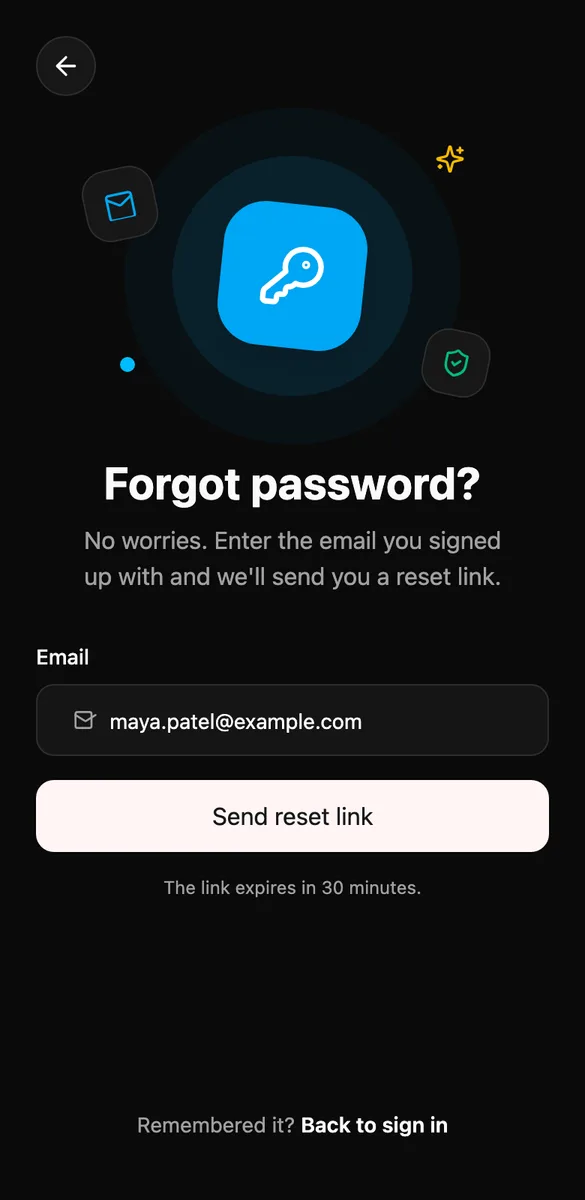 Forgot password?
No worries. Enter the email you signed
up with and we'll send you a reset link.
Email
maya.patel@example.com
Send reset link
The link expires in 30 minutes.
Remembered it? Back to sign in